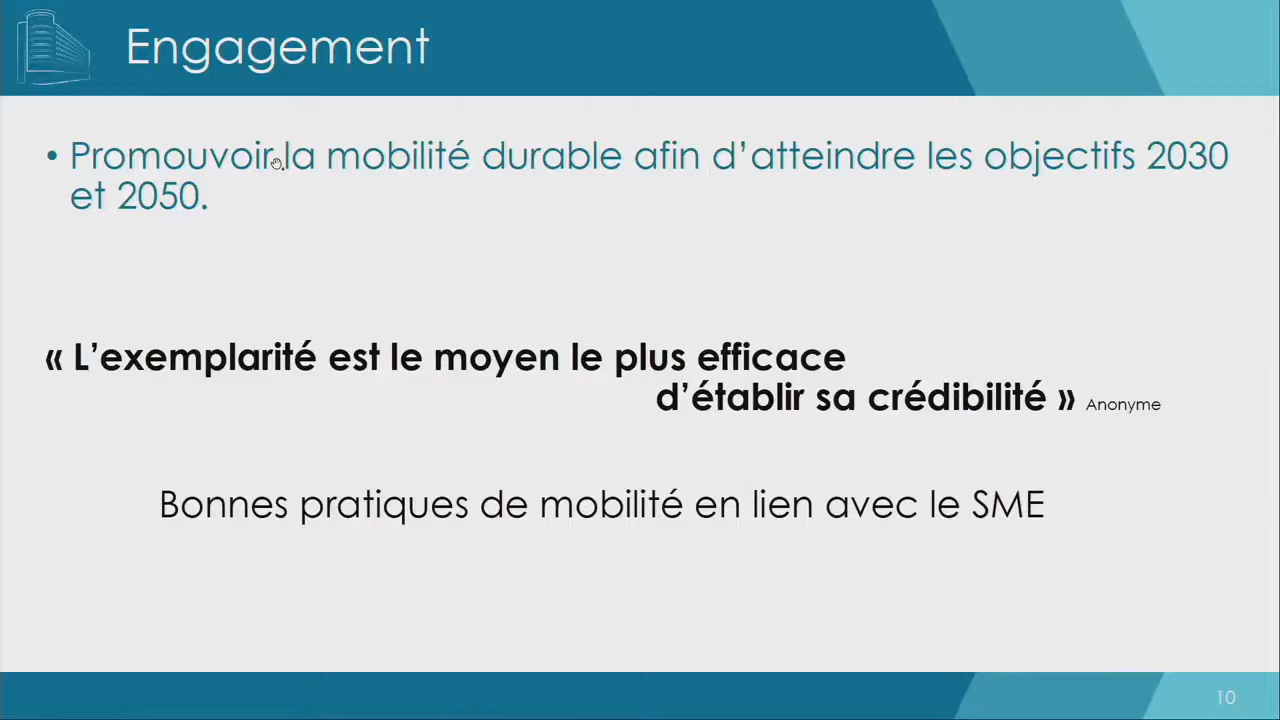 Engagement
• Promouvoir la mobilité durable afin d’atteindre les objectifs 2030
et 2050.
« L’exemplarité est le moyen le plus efficace
d’établir sa crédibilité » Anonyme
Bonnes pratiques de mobilité en lien avec le SME
10